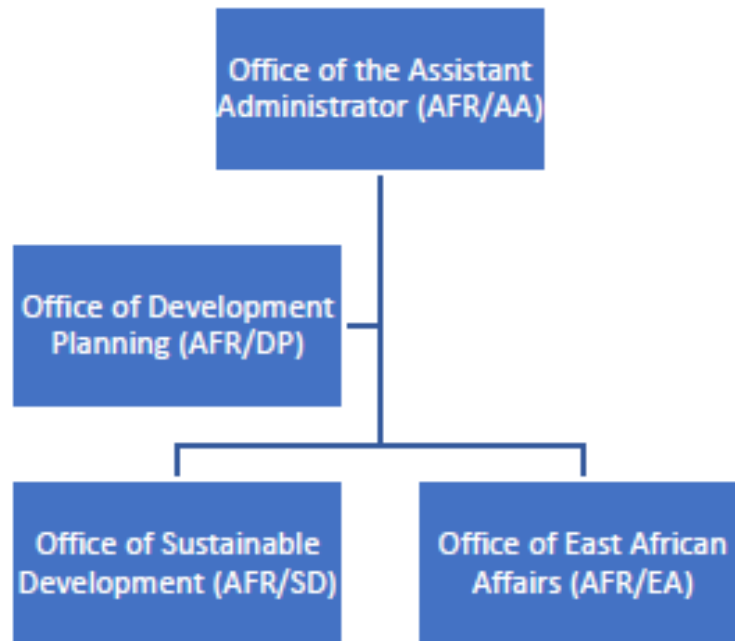 Office of the Assistant
Administrator (AFR/AA)
Office of Development
Planning (AFR/DP)
Office of Sustainable
Development (AFR/SD)
Office of East African
Affairs (AFR/EA)